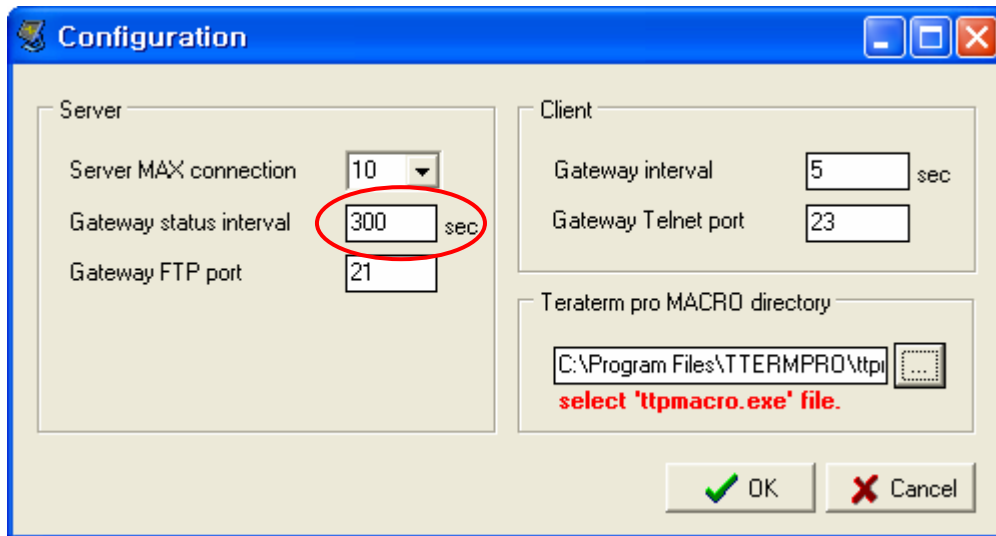 Configuration
Server
Server MAX connection 10
Gateway status interval 300 sec
Gateway FTP port 21
Client
Gateway interval 5 sec
Gateway Telnet port 23
Teraterm pro MACRO directory
C:\Program Files\TTERMPRO\ttpi ...
select 'ttpmacro.exe' file.
OK Cancel